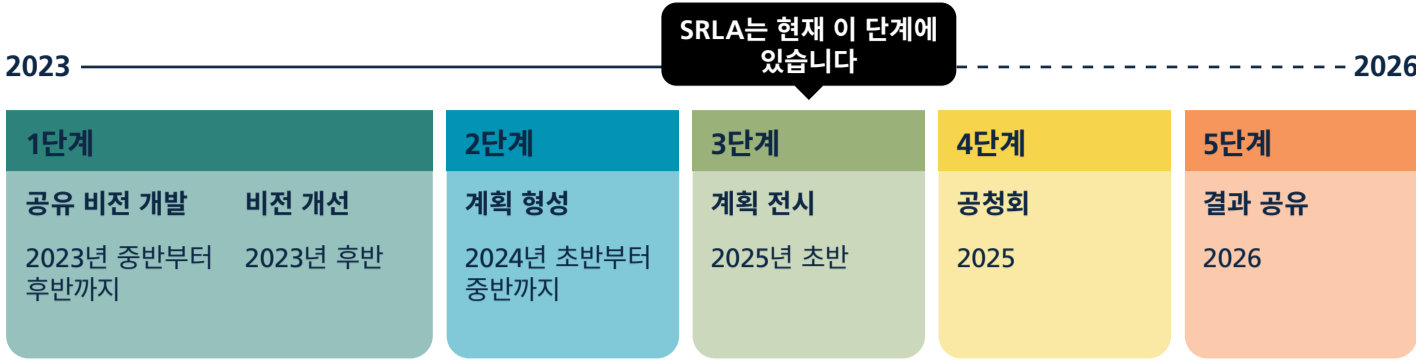 SRLA는 현재 이 단계에
있습니다
2023
2026
1단계
공유 비전 개발
2023년 중반부터
후반까지
비전 개선
2023년 후반
2단계
계획 형성
2024년 초반부터
중반까지
3단계
계획 전시
2025년 초반
4단계
공청회
2025
5단계
결과 공유
2026